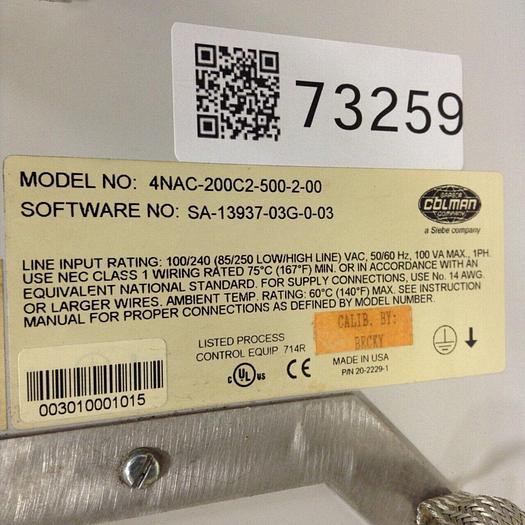 73259
MODEL NO: 4NAC-200C2-500-2-00
SOFTWARE NO: SA-13937-03G-0-03
BARBER
COLMAN
COMPANY
a Siebe company
LINE INPUT RATING: 100/240 (85/250 LOW/HIGH LINE) VAC, 50/60 Hz, 100 VA MAX., 1PH.
USE NEC CLASS 1 WIRING RATED 75°C (167°F) MIN. OR IN ACCORDANCE WITH AN
EQUIVALENT NATIONAL STANDARD. FOR SUPPLY CONNECTIONS, USE No. 14 AWG.
OR LARGER WIRES. AMBIENT TEMP. RATING: 60°C (140°F) MAX. SEE INSTRUCTION
MANUAL FOR PROPER CONNECTIONS AS DEFINED BY MODEL NUMBER.
CALIB. BY:
BECKY
LISTED PROCESS
CONTROL EQUIP 714R
C UL US CE
MADE IN USA
P/N 20-2229-1
003010001015